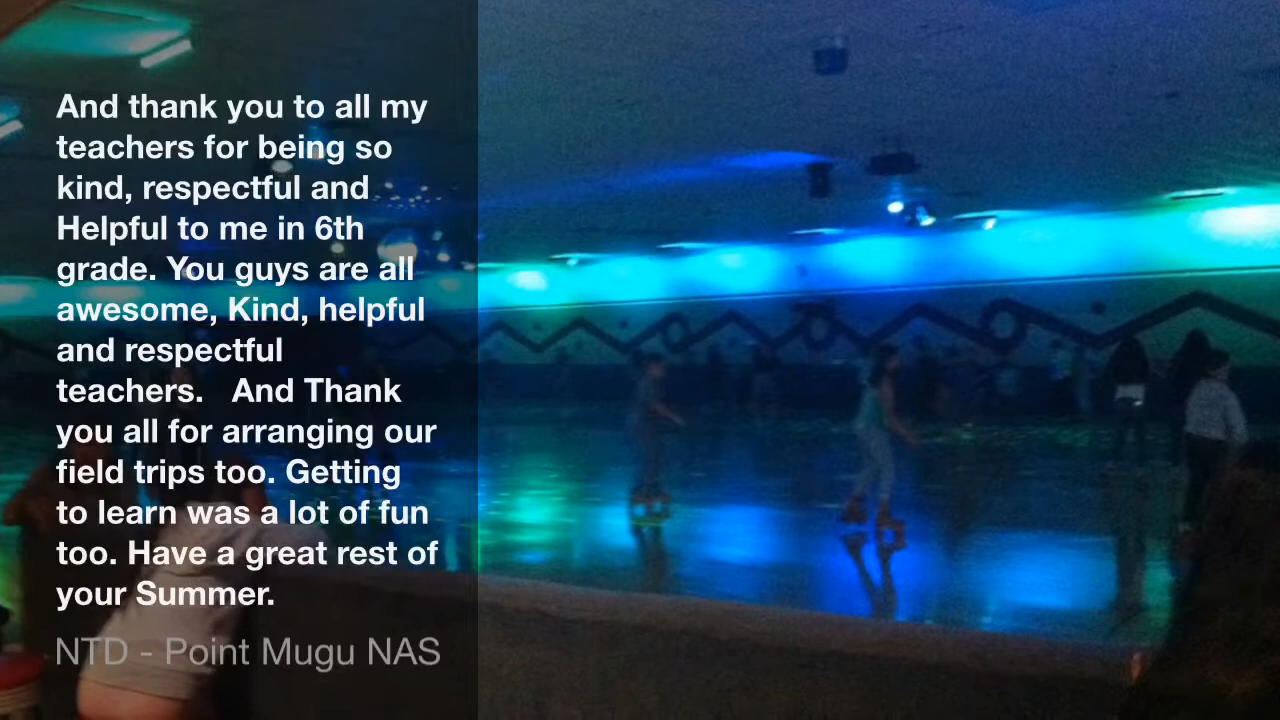 And thank you to all my
teachers for being so
kind, respectful and
Helpful to me in 6th
grade. You guys are all
awesome, Kind, helpful
and respectful
teachers.   And Thank
you all for arranging our
field trips too. Getting
to learn was a lot of fun
too. Have a great rest of
your Summer.
NTD - Point Mugu NAS